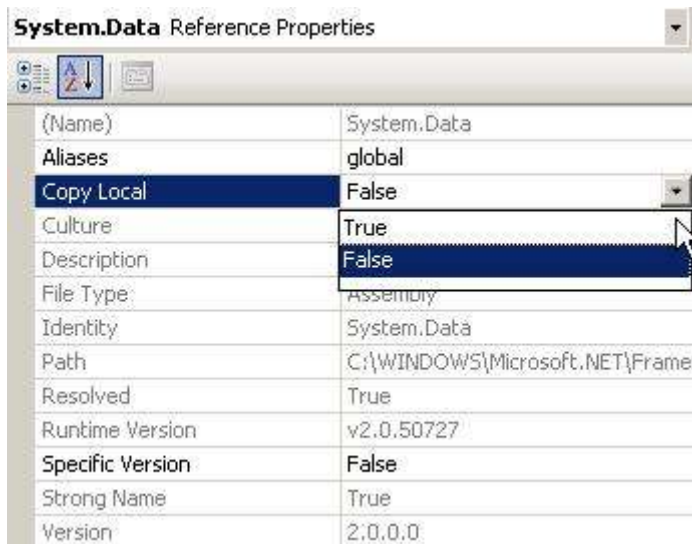 System.Data Reference Properties
(Name) System.Data
Aliases global
Copy Local False
Culture True
Description False
File Type Assembly
Identity System.Data
Path C:\WINDOWS\Microsoft.NET\Frame
Resolved True
Runtime Version v2.0.50727
Specific Version False
Strong Name True
Version 2.0.0.0